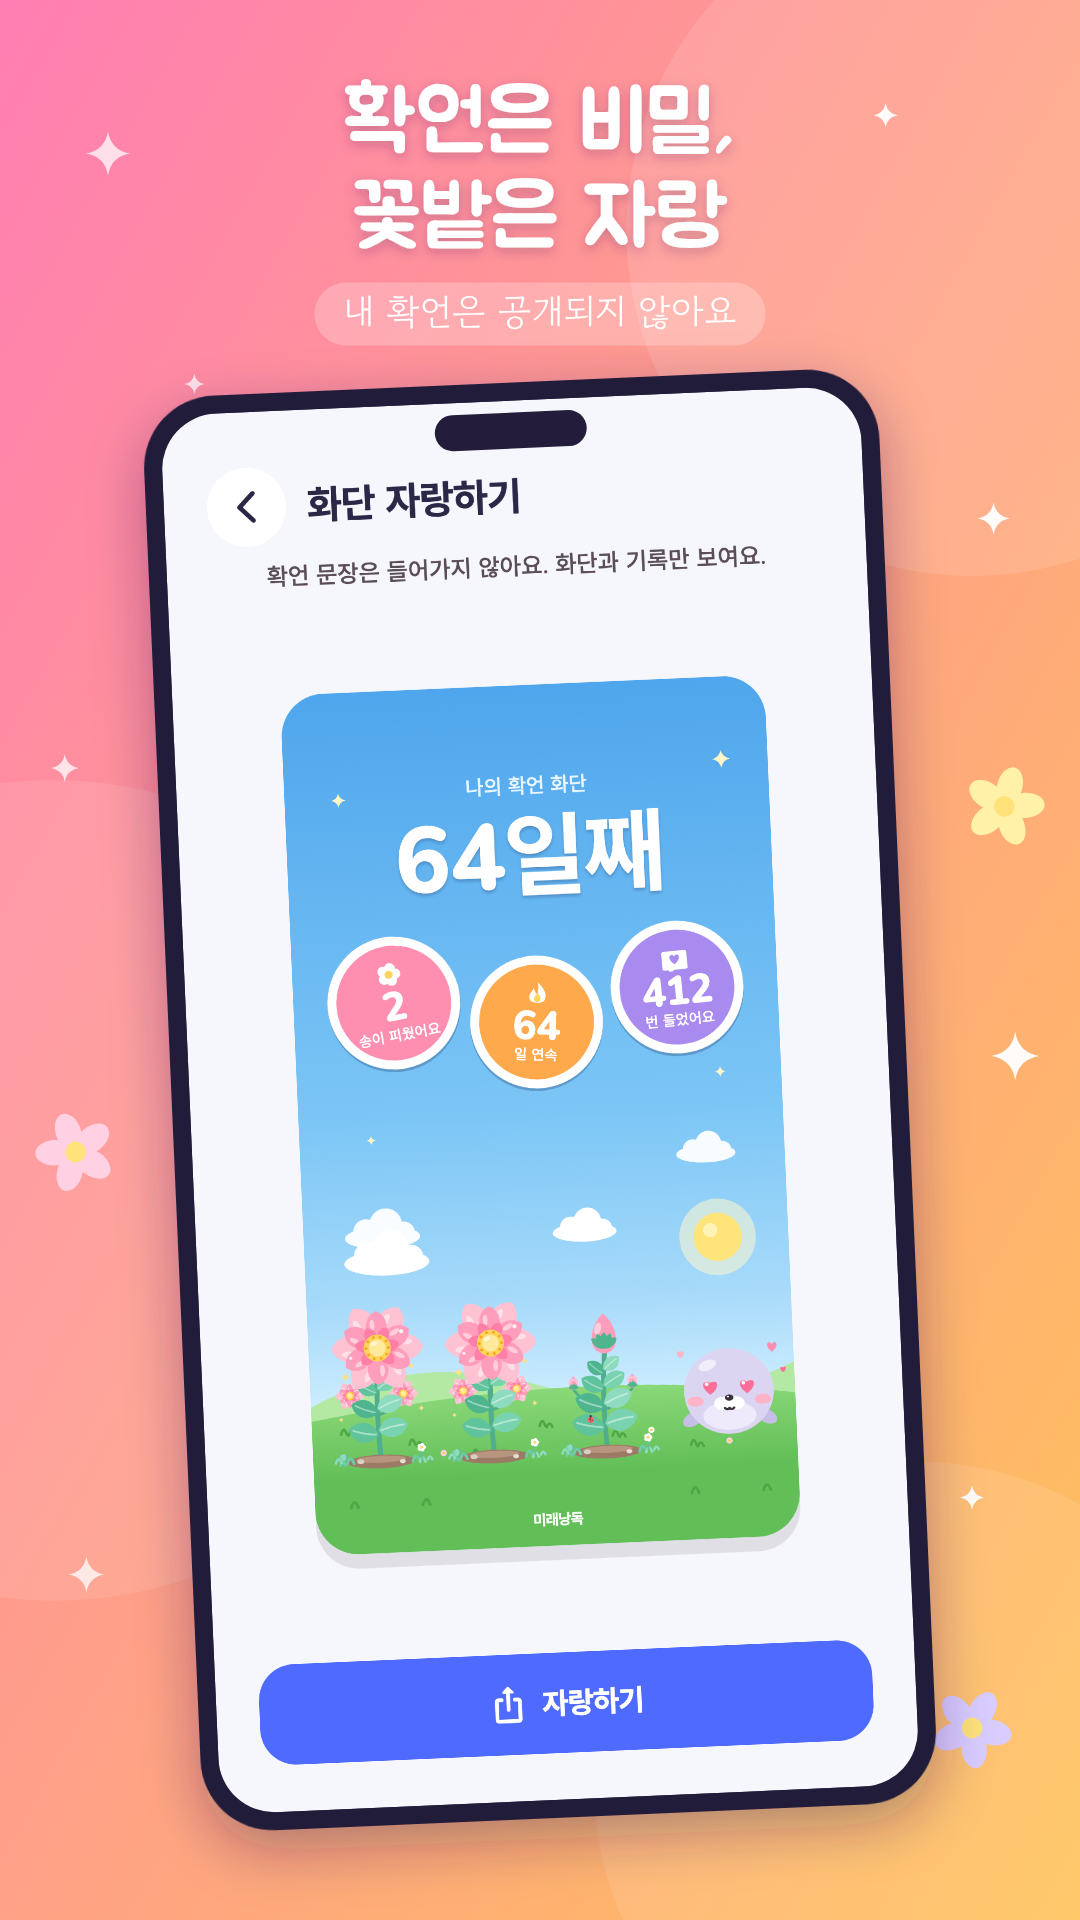 확언은 비밀,
꽃밭은 자랑
내 확언은 공개되지 않아요
화단 자랑하기
확언 문장은 들어가지 않아요. 화단과 기록만 보여요.
나의 확언 화단
64일째
2
송이 피웠어요
64
일 연속
412
번 들었어요
미래낭독
자랑하기